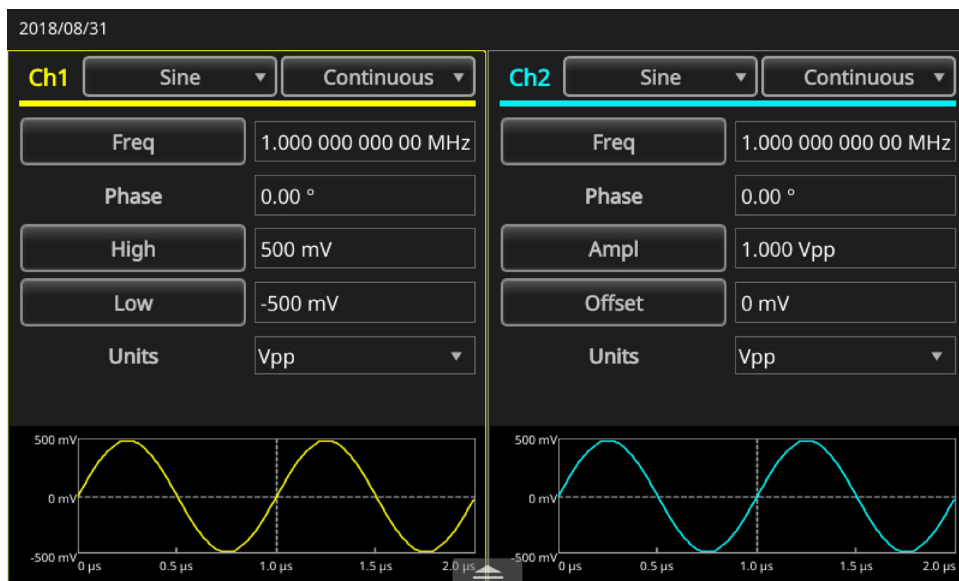 2018/08/31
Ch1 Sine Continuous
Freq 1.000 000 000 00 MHz
Phase 0.00 °
High 500 mV
Low -500 mV
Units Vpp
500 mV
0 mV
-500 mV
0 µs 0.5 µs 1.0 µs 1.5 µs 2.0 µs
Ch2 Sine Continuous
Freq 1.000 000 000 00 MHz
Phase 0.00 °
Ampl 1.000 Vpp
Offset 0 mV
Units Vpp
500 mV
0 mV
-500 mV
0 µs 0.5 µs 1.0 µs 1.5 µs 2.0 µs